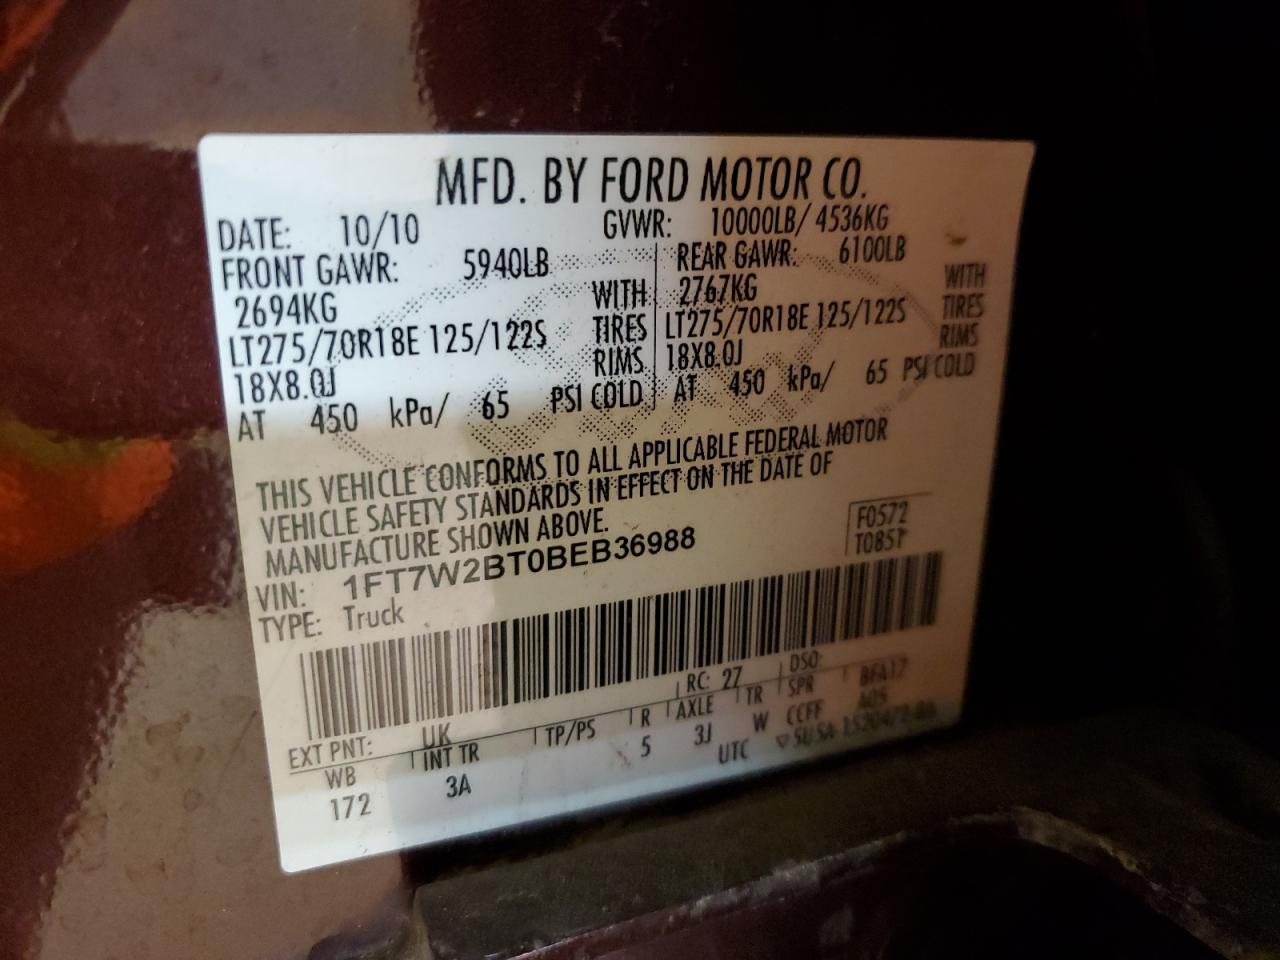 MFD. BY FORD MOTOR CO.
DATE: 10/10 GVWR: 10000LB/ 4536KG
FRONT GAWR: 5940LB REAR GAWR: 6100LB
2694KG WITH 2767KG WITH
LT275/70R18E 125/122S TIRES LT275/70R18E 125/122S TIRES
18X8.0J RIMS 18X8.0J RIMS
AT 450 kPa/ 65 PSI COLD AT 450 kPa/ 65 PSI COLD
THIS VEHICLE CONFORMS TO ALL APPLICABLE FEDERAL MOTOR
VEHICLE SAFETY STANDARDS IN EFFECT ON THE DATE OF
MANUFACTURE SHOWN ABOVE.
VIN: 1FT7W2BT0BEB36988 F0572
TYPE: Truck T0851
EXT PNT: UK RC: 27 DSO:
WB INT TR TP/PS R AXLE TR SPR BFA17
172 3A 5 3J W CCFF A05
UTC